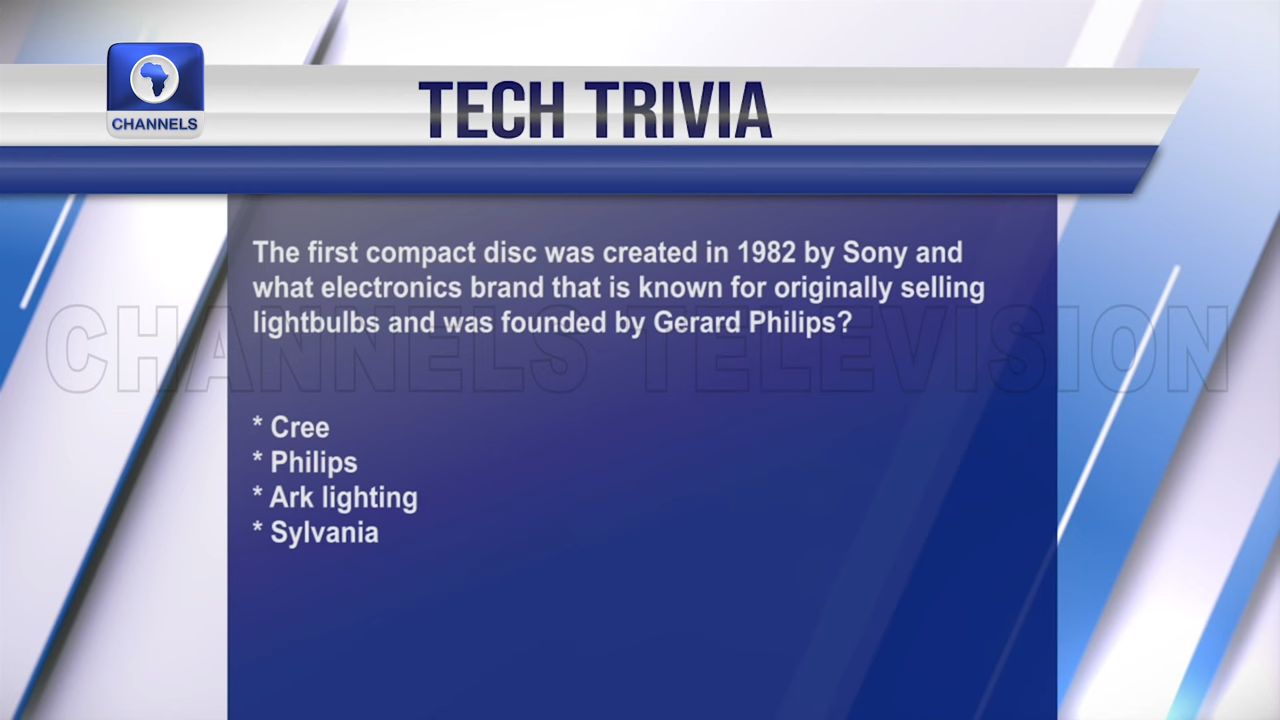 CHANNELS
TECH TRIVIA
The first compact disc was created in 1982 by Sony and
what electronics brand that is known for originally selling
lightbulbs and was founded by Gerard Philips?
CHANNELS TELEVISION
* Cree
* Philips
* Ark lighting
* Sylvania